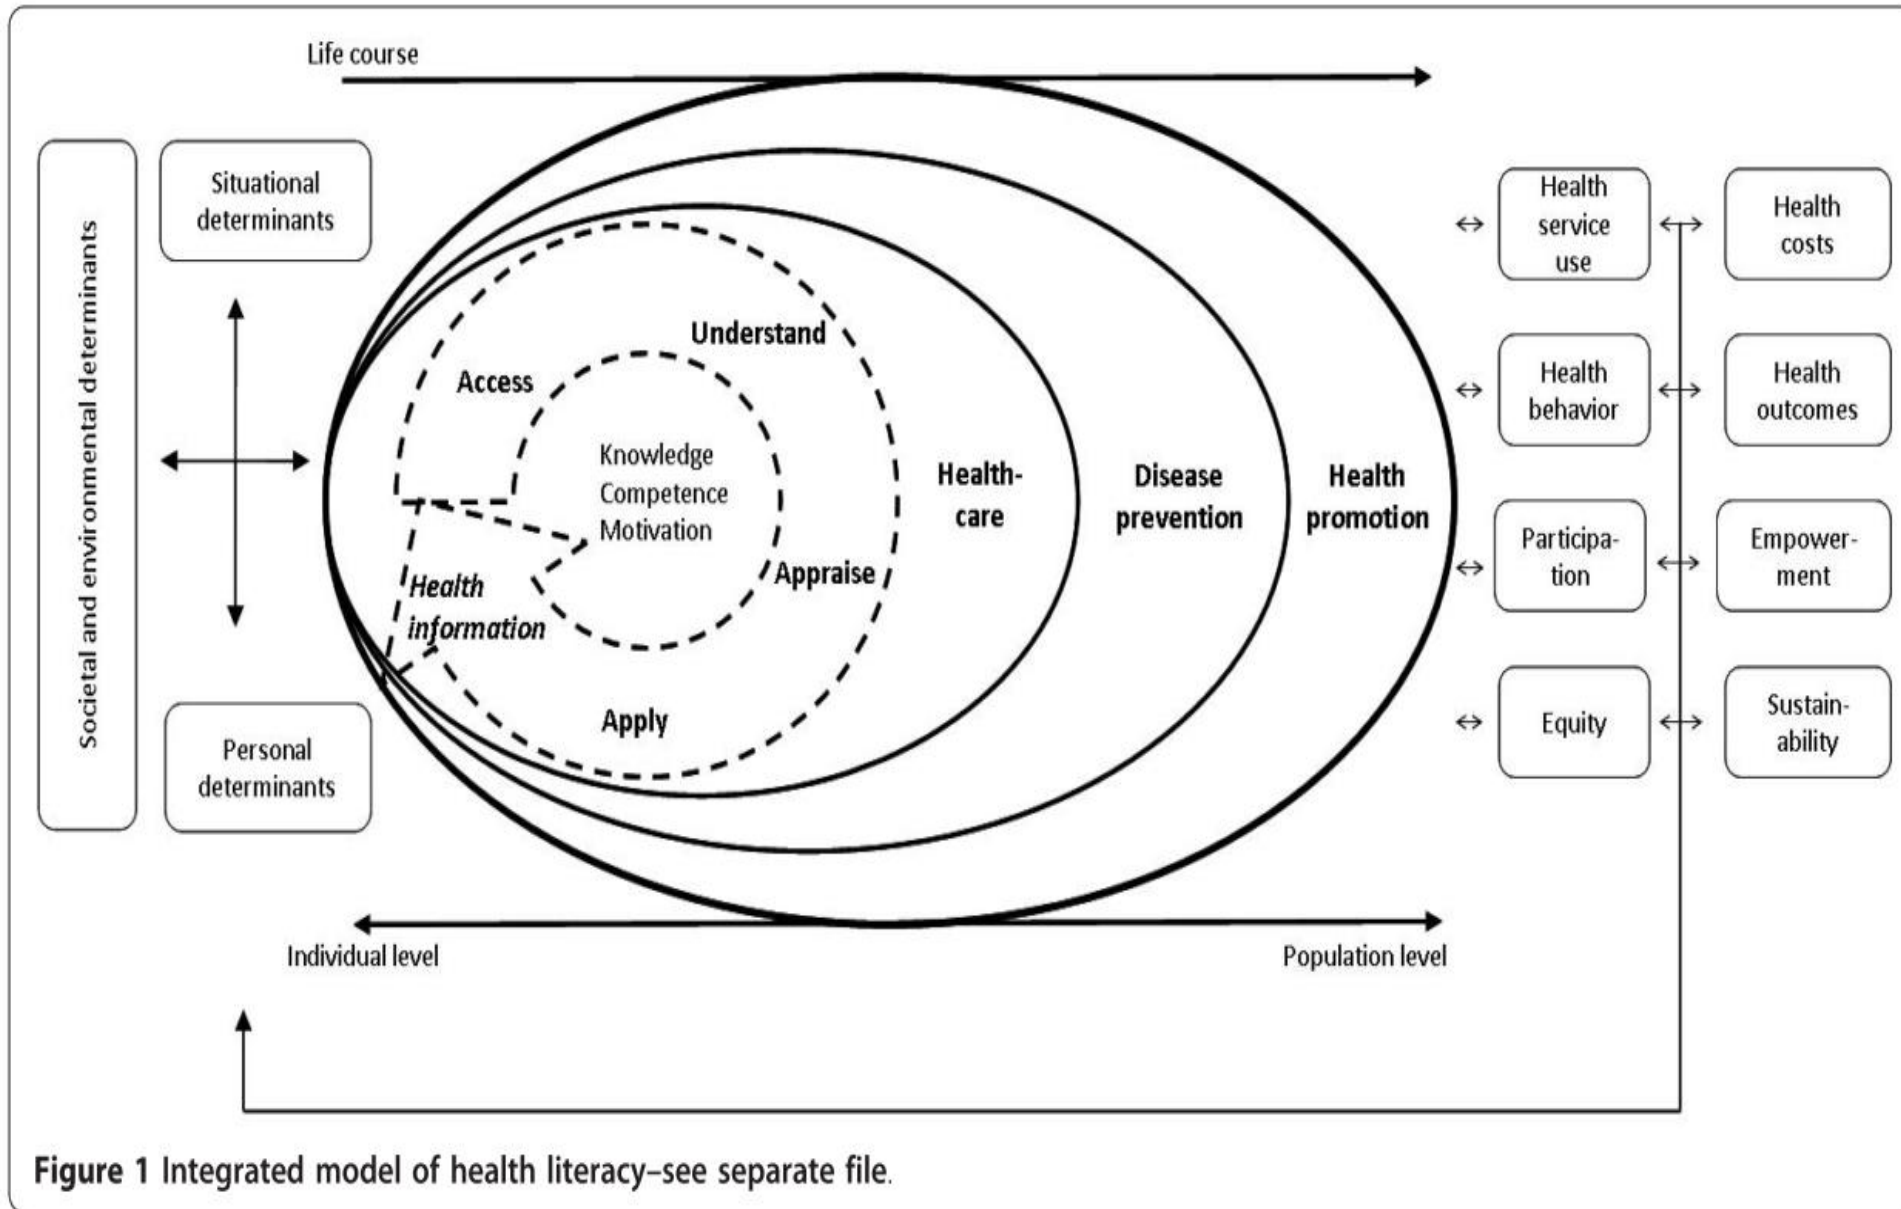 Life course
Societal and environmental determinants
Situational
determinants
Personal
determinants
Access
Understand
Knowledge
Competence
Motivation
Health
information
Appraise
Apply
Health-
care
Disease
prevention
Health
promotion
Health
service
use
Health
costs
Health
behavior
Health
outcomes
Participa-
tion
Empower-
ment
Equity
Sustain-
ability
Individual level
Population level
Figure 1 Integrated model of health literacy–see separate file.